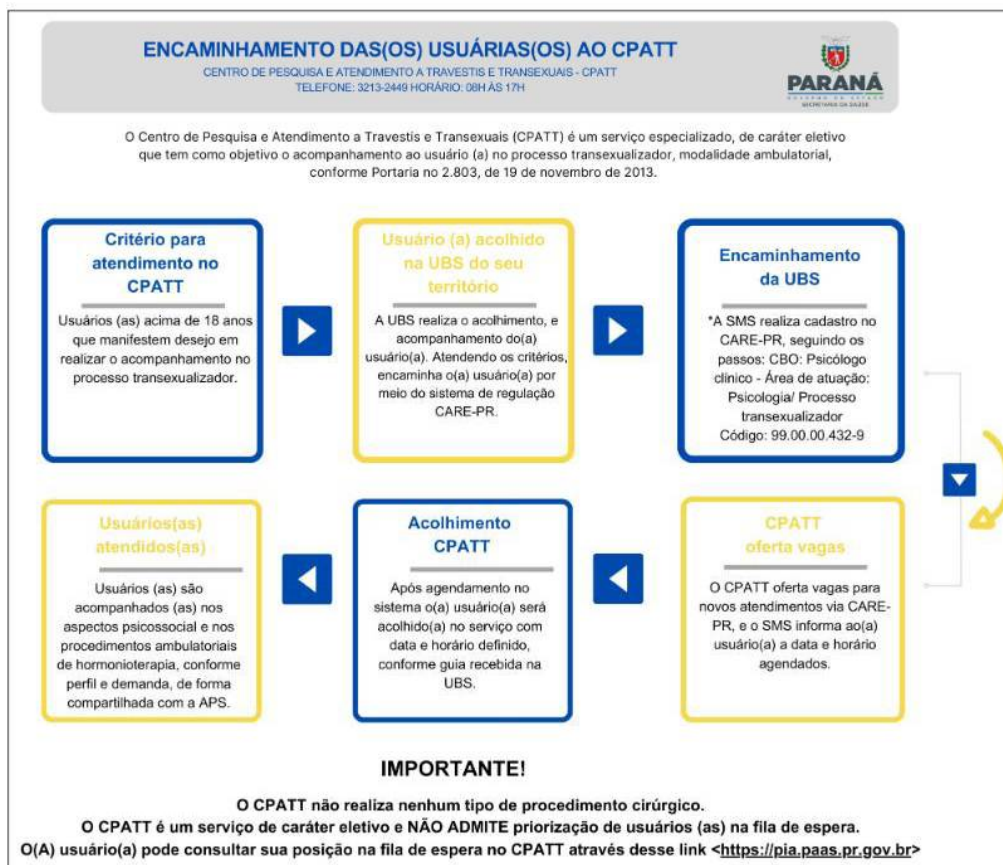 ENCAMINHAMENTO DAS(OS) USUÁRIAS(OS) AO CPATT
CENTRO DE PESQUISA E ATENDIMENTO A TRAVESTIS E TRANSEXUAIS - CPATT
TELEFONE: 3213-2449 HORÁRIO: 08H ÀS 17H
PARANÁ
GOVERNO DO ESTADO
SECRETARIA DA SAÚDE
O Centro de Pesquisa e Atendimento a Travestis e Transexuais (CPATT) é um serviço especializado, de caráter eletivo
que tem como objetivo o acompanhamento ao usuário (a) no processo transexualizador, modalidade ambulatorial,
conforme Portaria no 2.803, de 19 de novembro de 2013.
Critério para
atendimento no
CPATT
Usuários (as) acima de 18 anos
que manifestem desejo em
realizar o acompanhamento no
processo transexualizador.
Usuário (a) acolhido
na UBS do seu
território
A UBS realiza o acolhimento, e
acompanhamento do(a)
usuário(a). Atendendo os critérios,
encaminha o(a) usuário(a) por
meio do sistema de regulação
CARE-PR.
Encaminhamento
da UBS
*A SMS realiza cadastro no
CARE-PR, seguindo os
passos: CBO: Psicólogo
clínico - Área de atuação:
Psicologia/ Processo
transexualizador
Código: 99.00.00.432-9
CPATT
oferta vagas
O CPATT oferta vagas para
novos atendimentos via CARE-
PR, e o SMS informa ao(a)
usuário(a) a data e horário
agendados.
Acolhimento
CPATT
Após agendamento no
sistema o(a) usuário(a) será
acolhido(a) no serviço com
data e horário definido,
conforme guia recebida na
UBS.
Usuários(as)
atendidos(as)
Usuários (as) são
acompanhados (as) nos
aspectos psicossocial e nos
procedimentos ambulatoriais
de hormonioterapia, conforme
perfil e demanda, de forma
compartilhada com a APS.
IMPORTANTE!
O CPATT não realiza nenhum tipo de procedimento cirúrgico.
O CPATT é um serviço de caráter eletivo e NÃO ADMITE priorização de usuários (as) na fila de espera.
O(A) usuário(a) pode consultar sua posição na fila de espera no CPATT através desse link <https://pia.paas.pr.gov.br>